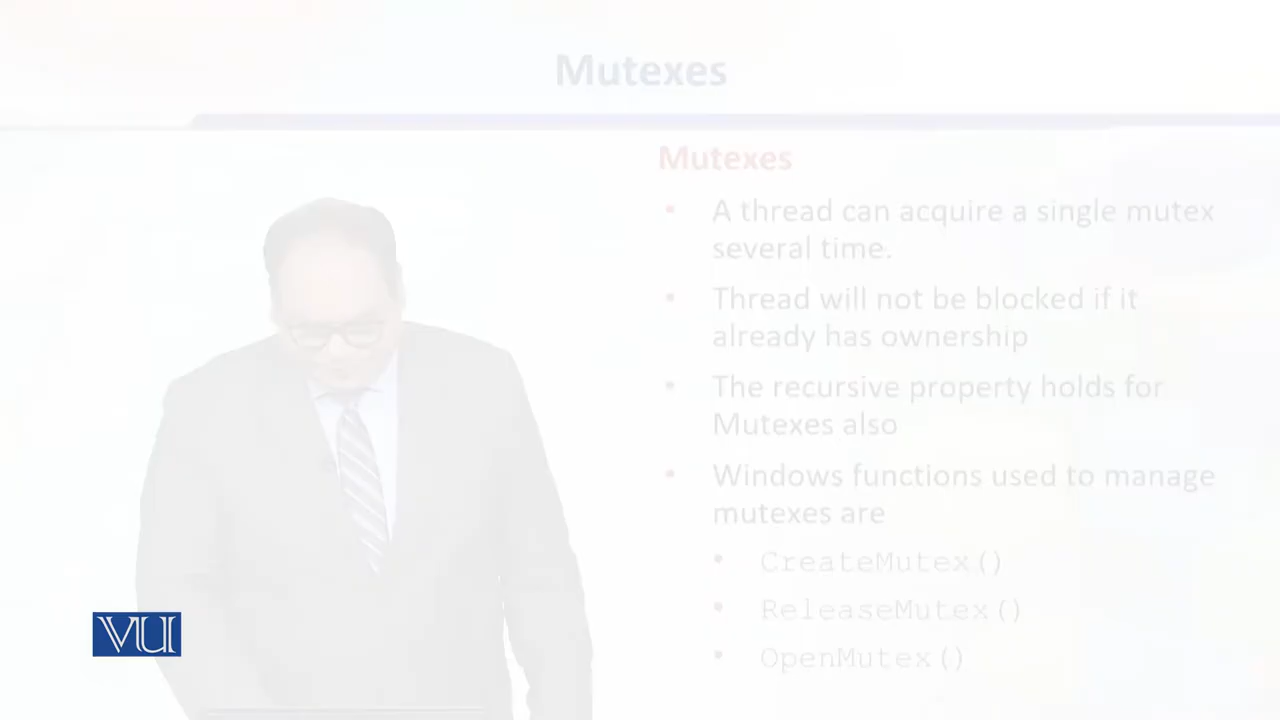 Mutexes
Mutexes
• A thread can acquire a single mutex
several time.
• Thread will not be blocked if it
already has ownership
• The recursive property holds for
Mutexes also
• Windows functions used to manage
mutexes are
• CreateMutex()
• ReleaseMutex()
• OpenMutex()
VU